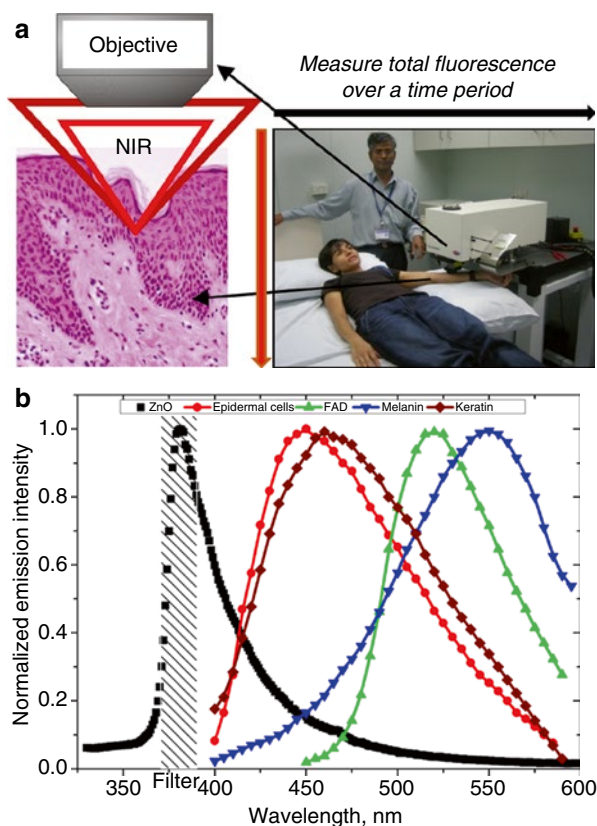 a
Objective
Measure total fluorescence
over a time period
NIR
b
ZnO Epidermal cells FAD Melanin Keratin
1.0
0.8
0.6
0.4
0.2
0.0
Normalized emission intensity
350 400 450 500 550 600
Filter
Wavelength, nm